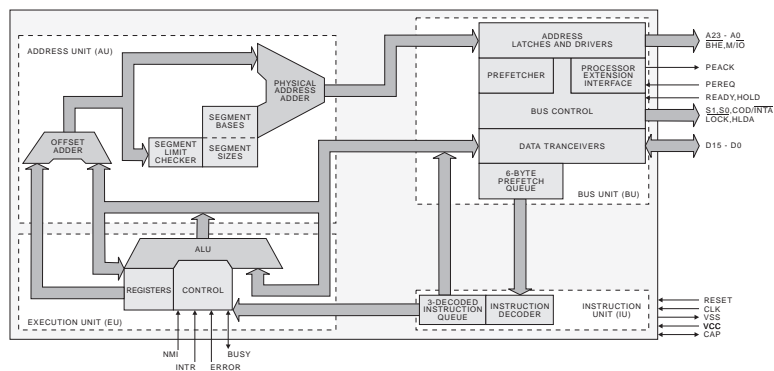 ADDRESS UNIT (AU)
PHYSICAL
ADDRESS
ADDER
SEGMENT
BASES
SEGMENT
LIMIT
CHECKER
SEGMENT
SIZES
OFFSET
ADDER
ADDRESS
LATCHES AND DRIVERS
PREFETCHER
PROCESSOR
EXTENSION
INTERFACE
BUS CONTROL
DATA TRANCEIVERS
6-BYTE
PREFETCH
QUEUE
BUS UNIT (BU)
A23 - A0
BHE,M/IO
PEACK
PEREQ
READY,HOLD
S1,S0,COD/INTA
LOCK,HLDA
D15 - D0
ALU
REGISTERS
CONTROL
EXECUTION UNIT (EU)
NMI
INTR
ERROR
BUSY
3-DECODED
INSTRUCTION
QUEUE
INSTRUCTION
DECODER
INSTRUCTION
UNIT (IU)
RESET
CLK
VSS
VCC
CAP